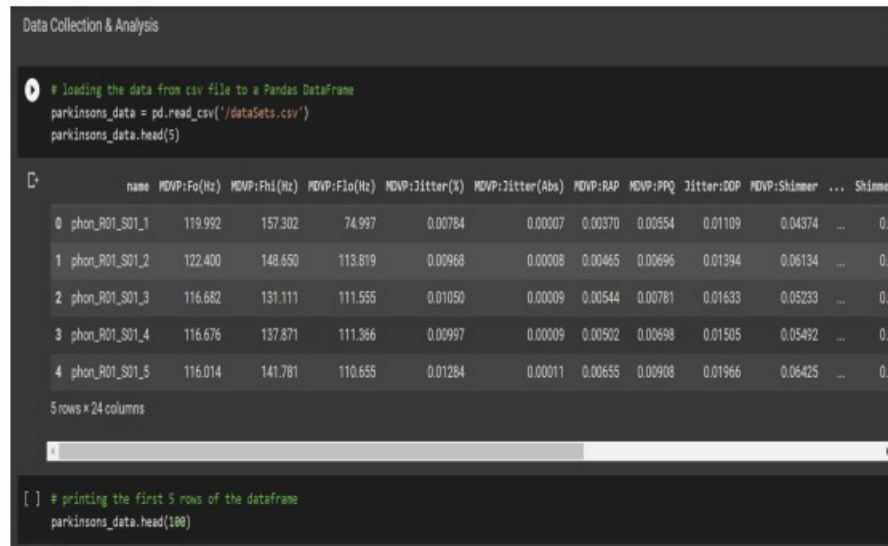 Data Collection & Analysis
# loading the data from csv file to a Pandas DataFrame
parkinsons_data = pd.read_csv('/dataSets.csv')
parkinsons_data.head(5)
name MDVP:Fo(Hz) MDVP:Fhi(Hz) MDVP:Flo(Hz) MDVP:Jitter(%) MDVP:Jitter(Abs) MDVP:RAP MDVP:PPQ Jitter:DDP MDVP:Shimmer ... Shimme
0 phon_R01_S01_1 119.992 157.302 74.997 0.00784 0.00007 0.00370 0.00554 0.01109 0.04374 ... 0.
1 phon_R01_S01_2 122.400 148.650 113.819 0.00968 0.00008 0.00465 0.00696 0.01394 0.06134 ... 0.
2 phon_R01_S01_3 116.682 131.111 111.555 0.01050 0.00009 0.00544 0.00781 0.01633 0.05233 ... 0.
3 phon_R01_S01_4 116.676 137.871 111.366 0.00997 0.00009 0.00502 0.00698 0.01505 0.05492 ... 0.
4 phon_R01_S01_5 116.014 141.781 110.655 0.01284 0.00011 0.00655 0.00908 0.01966 0.06425 ... 0.
5 rows × 24 columns
[ ] # printing the first 5 rows of the dataframe
parkinsons_data.head(100)